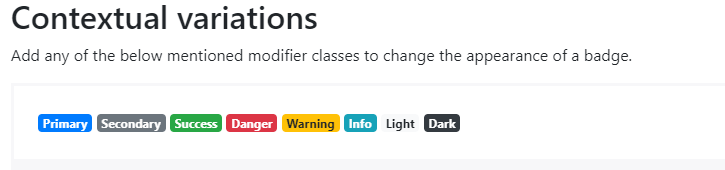 Contextual variations
Add any of the below mentioned modifier classes to change the appearance of a badge.
Primary Secondary Success Danger Warning Info Light Dark